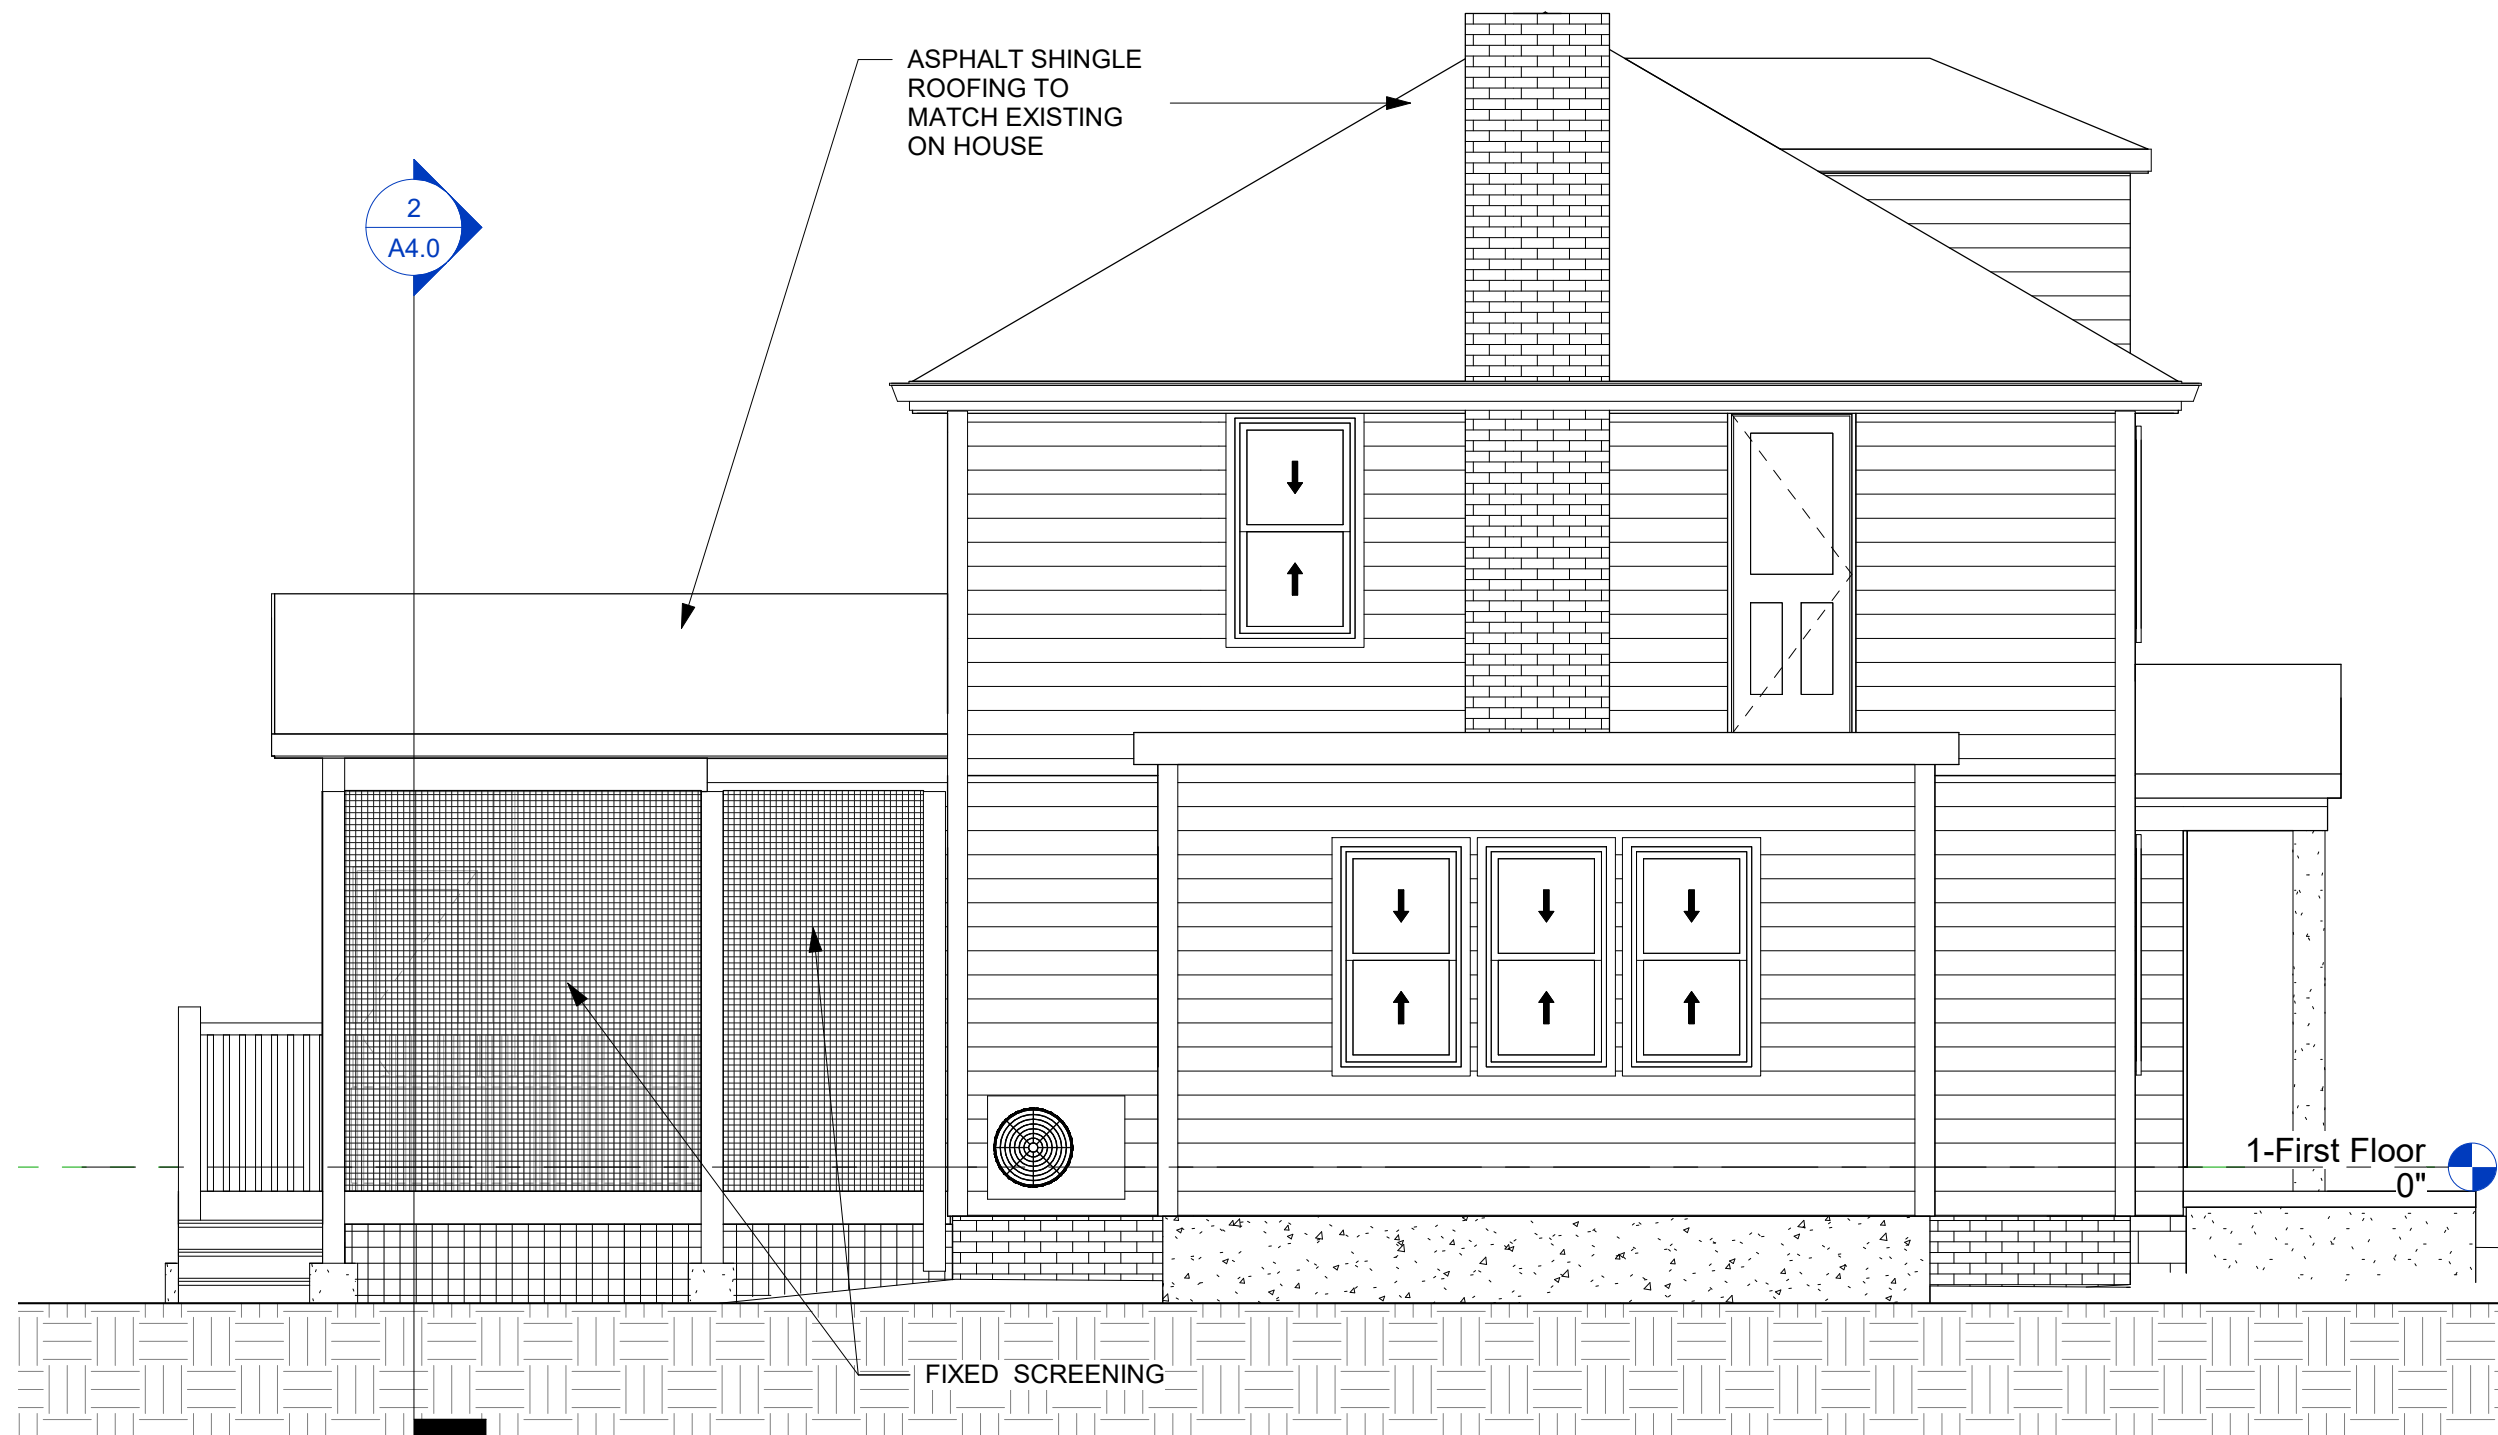 ASPHALT SHINGLE
ROOFING TO
MATCH EXISTING
ON HOUSE
2
A4.0
1-First Floor
0"
FIXED SCREENING